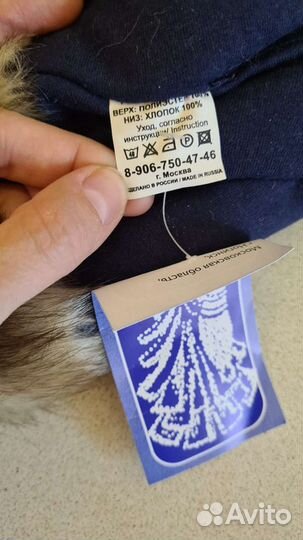 ВЕРХ: ПОЛИЭСТЕР 100%
НИЗ: ХЛОПОК 100%
Уход, согласно
инструкции/ Instruction
8-906-750-47-46
г. Москва
СДЕЛАНО В РОССИИ / MADE IN RUSSIA
Московская область,
Avito